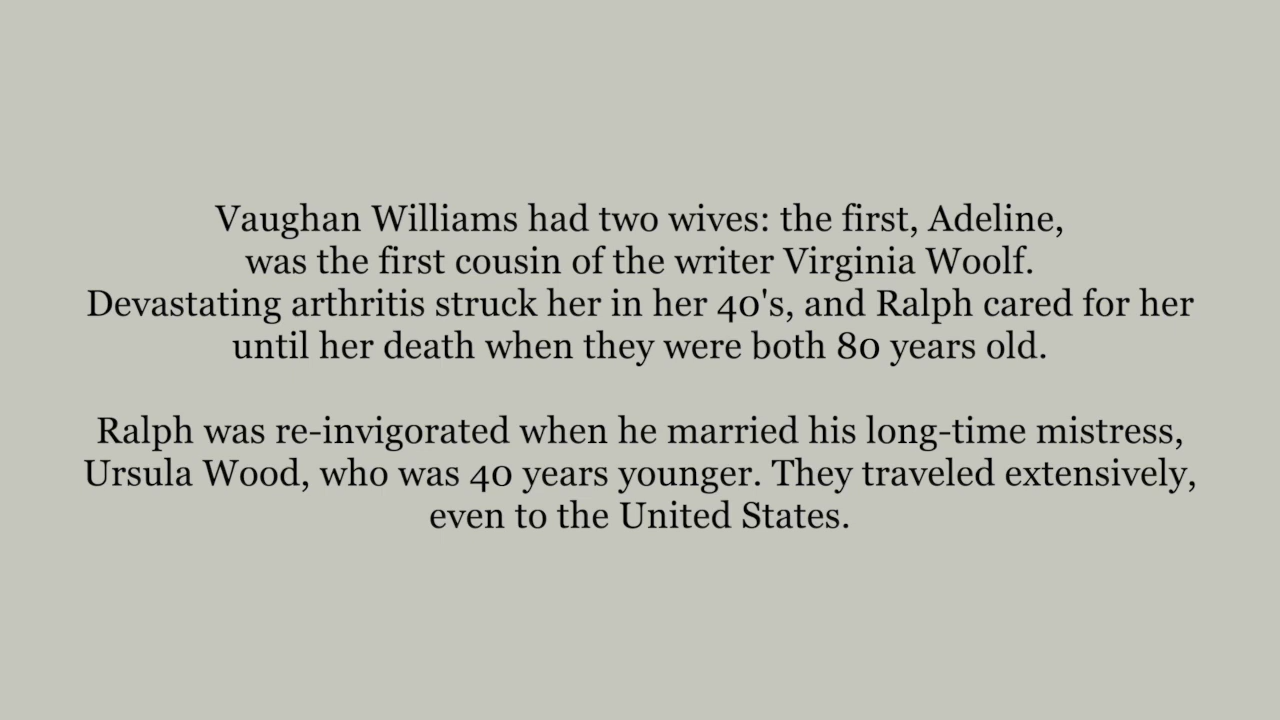 Vaughan Williams had two wives: the first, Adeline,
was the first cousin of the writer Virginia Woolf.
Devastating arthritis struck her in her 40's, and Ralph cared for her
until her death when they were both 80 years old.
Ralph was re-invigorated when he married his long-time mistress,
Ursula Wood, who was 40 years younger. They traveled extensively,
even to the United States.